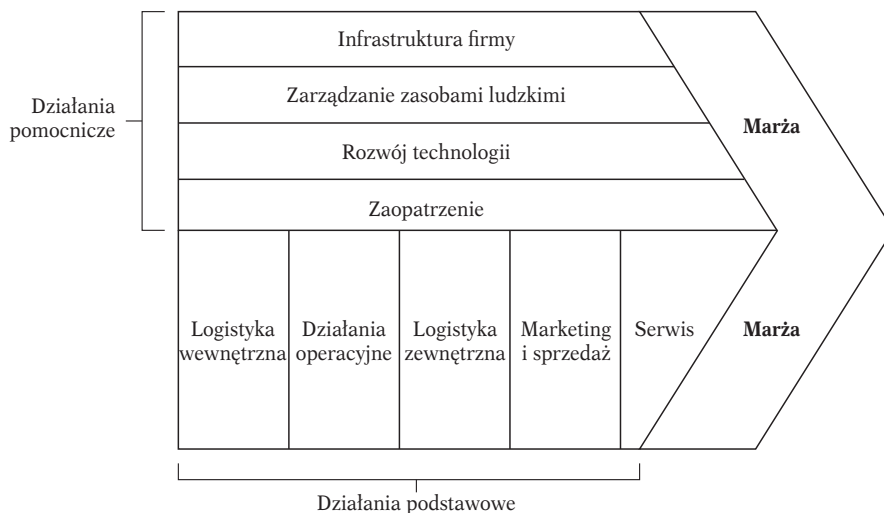 Infrastruktura firmy
Zarządzanie zasobami ludzkimi
Działania
pomocnicze
Marża
Rozwój technologii
Zaopatrzenie
Logistyka
wewnętrzna
Działania
operacyjne
Logistyka
zewnętrzna
Marketing
i sprzedaż
Serwis
Marża
Działania podstawowe